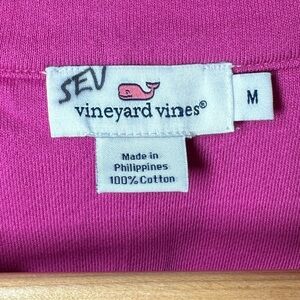 SEV
vineyard vines®
M
Made in
Philippines
100% Cotton